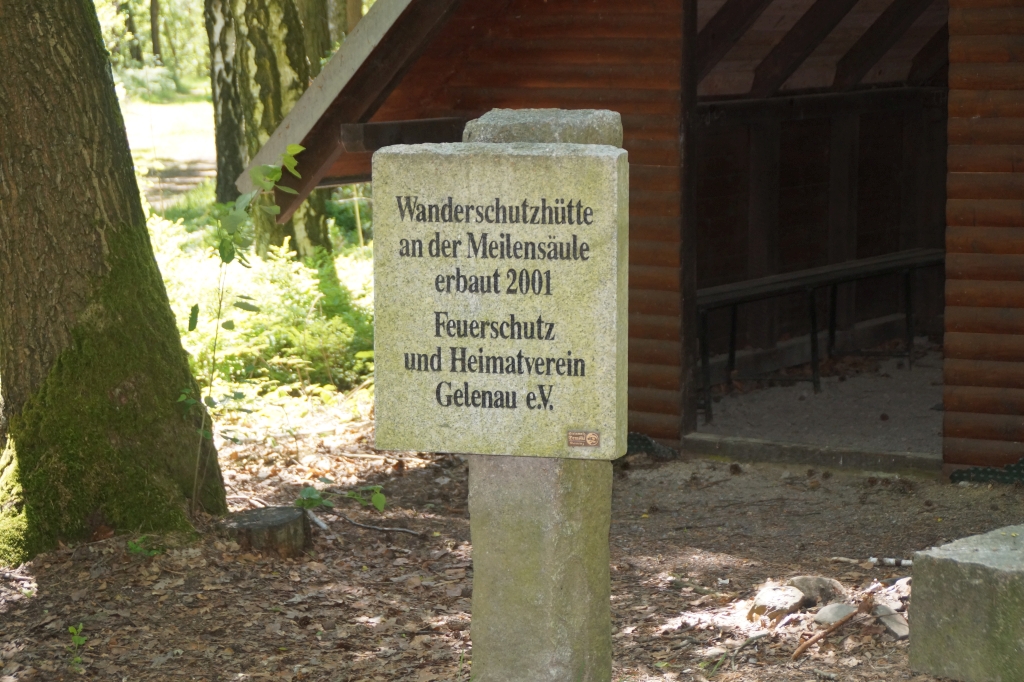 Wanderschutzhütte
an der Meilensäule
erbaut 2001
Feuerschutz
und Heimatverein
Gelenau e.V.